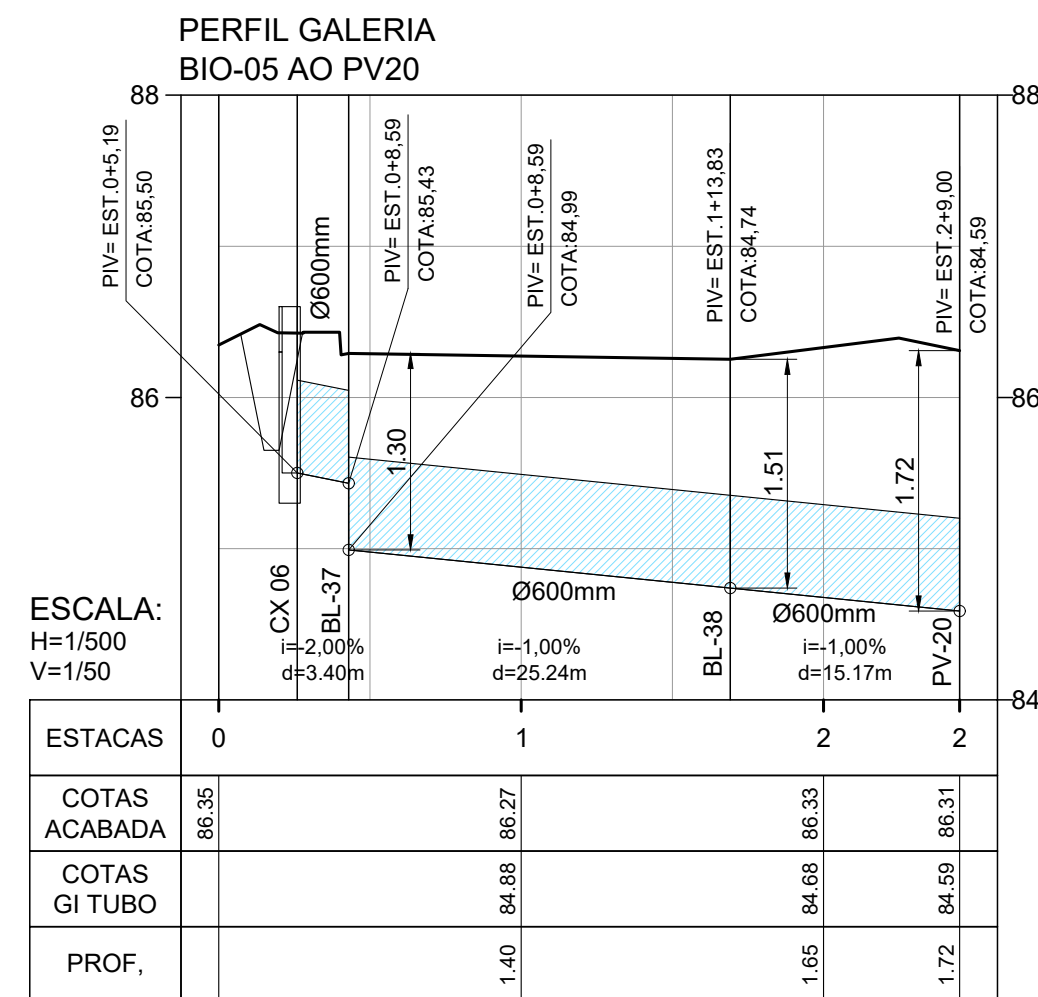 PERFIL GALERIA
BIO-05 AO PV20
88
88
PIV= EST.0+5,19
COTA:85,50
Ø600mm
PIV= EST.0+8,59
COTA:85,43
PIV= EST.0+8,59
COTA:84,99
PIV= EST.1+13,83
COTA:84,74
PIV= EST.2+9,00
COTA:84,59
86
86
1.30
1.51
1.72
CX 06
BL-37
Ø600mm
BL-38
Ø600mm
PV-20
ESCALA:
H=1/500
V=1/50
i=-2,00%
d=3.40m
i=-1,00%
d=25.24m
i=-1,00%
d=15.17m
84
ESTACAS 0 1 2 2
COTAS
ACABADA
86.35 86.27 86.33 86.31
COTAS
GI TUBO
84.88 84.68 84.59
PROF, 1.40 1.65 1.72